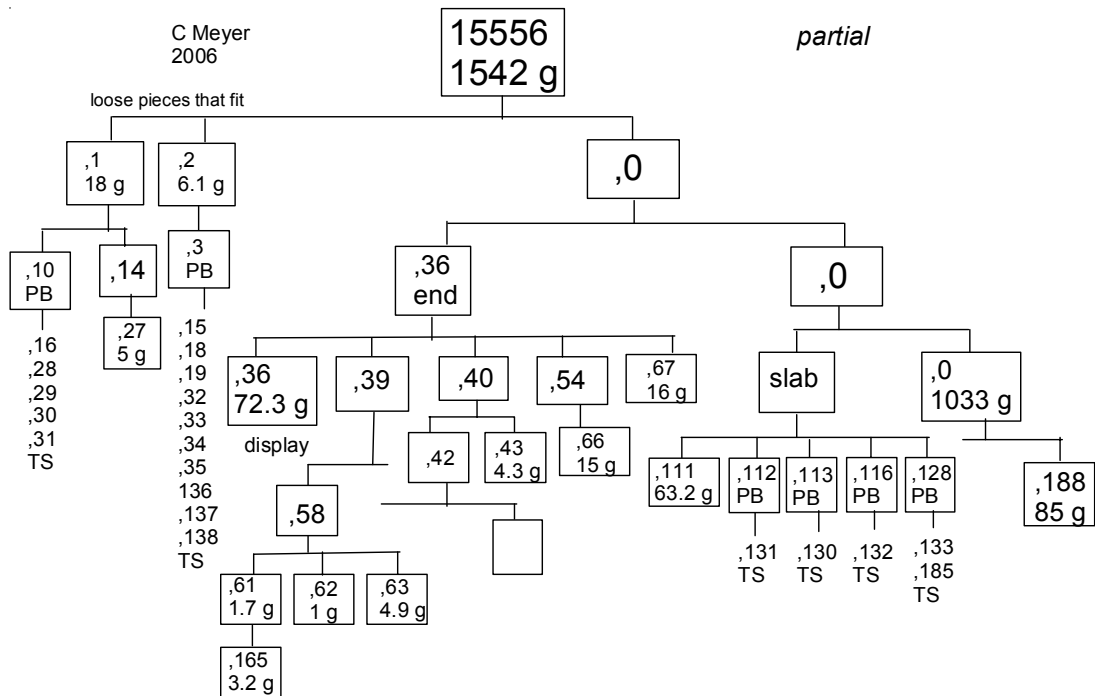 C Meyer
2006
15556
1542 g
partial
loose pieces that fit
,1
18 g
,2
6.1 g
,0
,10
PB
,14
,3
PB
,36
end
,0
,16
,28
,29
,30
,31
TS
,27
5 g
,15
,18
,19
,32
,33
,34
,35
136
,137
,138
TS
,36
72.3 g
display
,39
,40
,54
,67
16 g
slab
,0
1033 g
,42
,43
4.3 g
,66
15 g
,111
63.2 g
,112
PB
,113
PB
,116
PB
,128
PB
,188
85 g
,58
,131
TS
,130
TS
,132
TS
,133
,185
TS
,61
1.7 g
,62
1 g
,63
4.9 g
,165
3.2 g